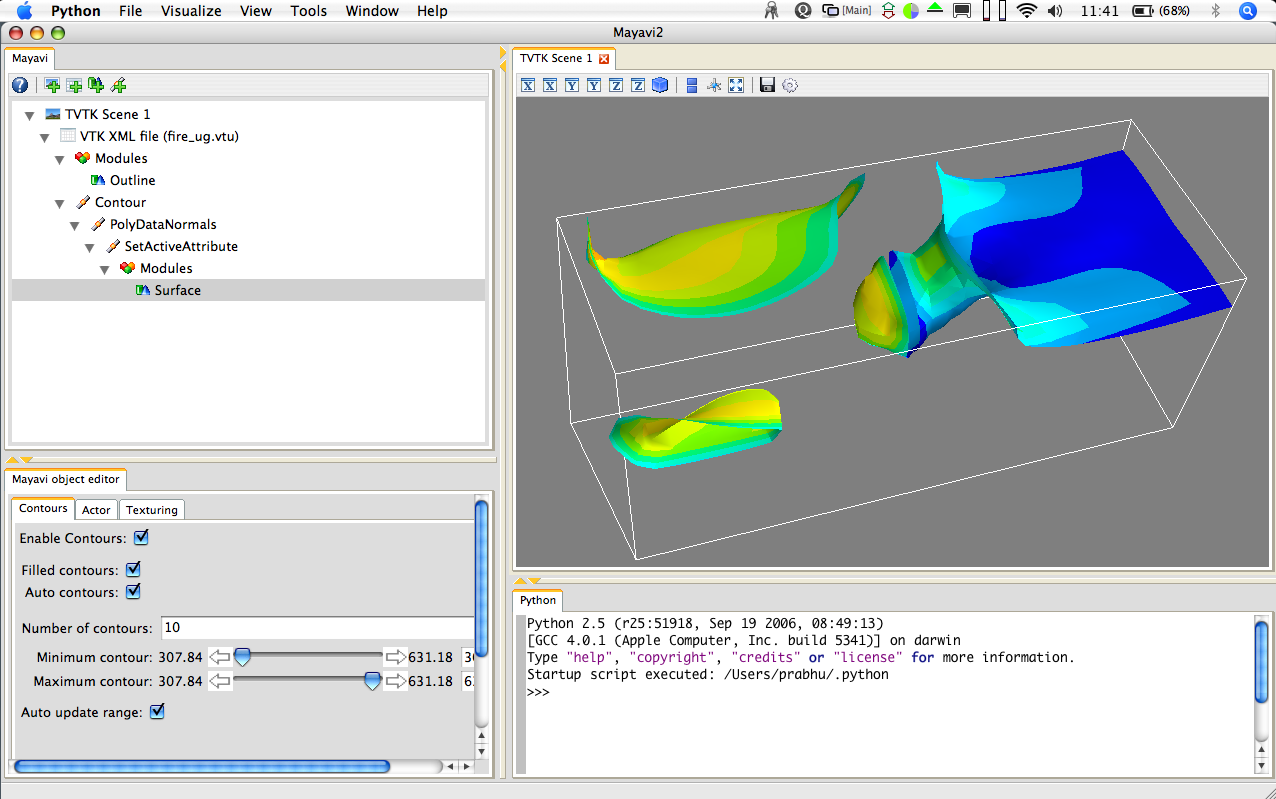 Python File Edit Visualize View Tools Window Help [Main] 11:41 (68%)
Mayavi2
Mayavi
TVTK Scene 1
VTK XML file (fire_ug.vtu)
Modules
Outline
Contour
PolyDataNormals
SetActiveAttribute
Modules
Surface
Mayavi object editor
Contours Actor Texturing
Enable Contours:
Filled contours:
Auto contours:
Number of contours: 10
Minimum contour: 307.84 631.18
Maximum contour: 307.84 631.18
Auto update range:
TVTK Scene 1
X X Y Y Z Z
Python
Python 2.5 (r25:51918, Sep 19 2006, 08:49:13)
[GCC 4.0.1 (Apple Computer, Inc. build 5341)] on darwin
Type "help", "copyright", "credits" or "license" for more information.
Startup script executed: /Users/prabhu/.python
>>>